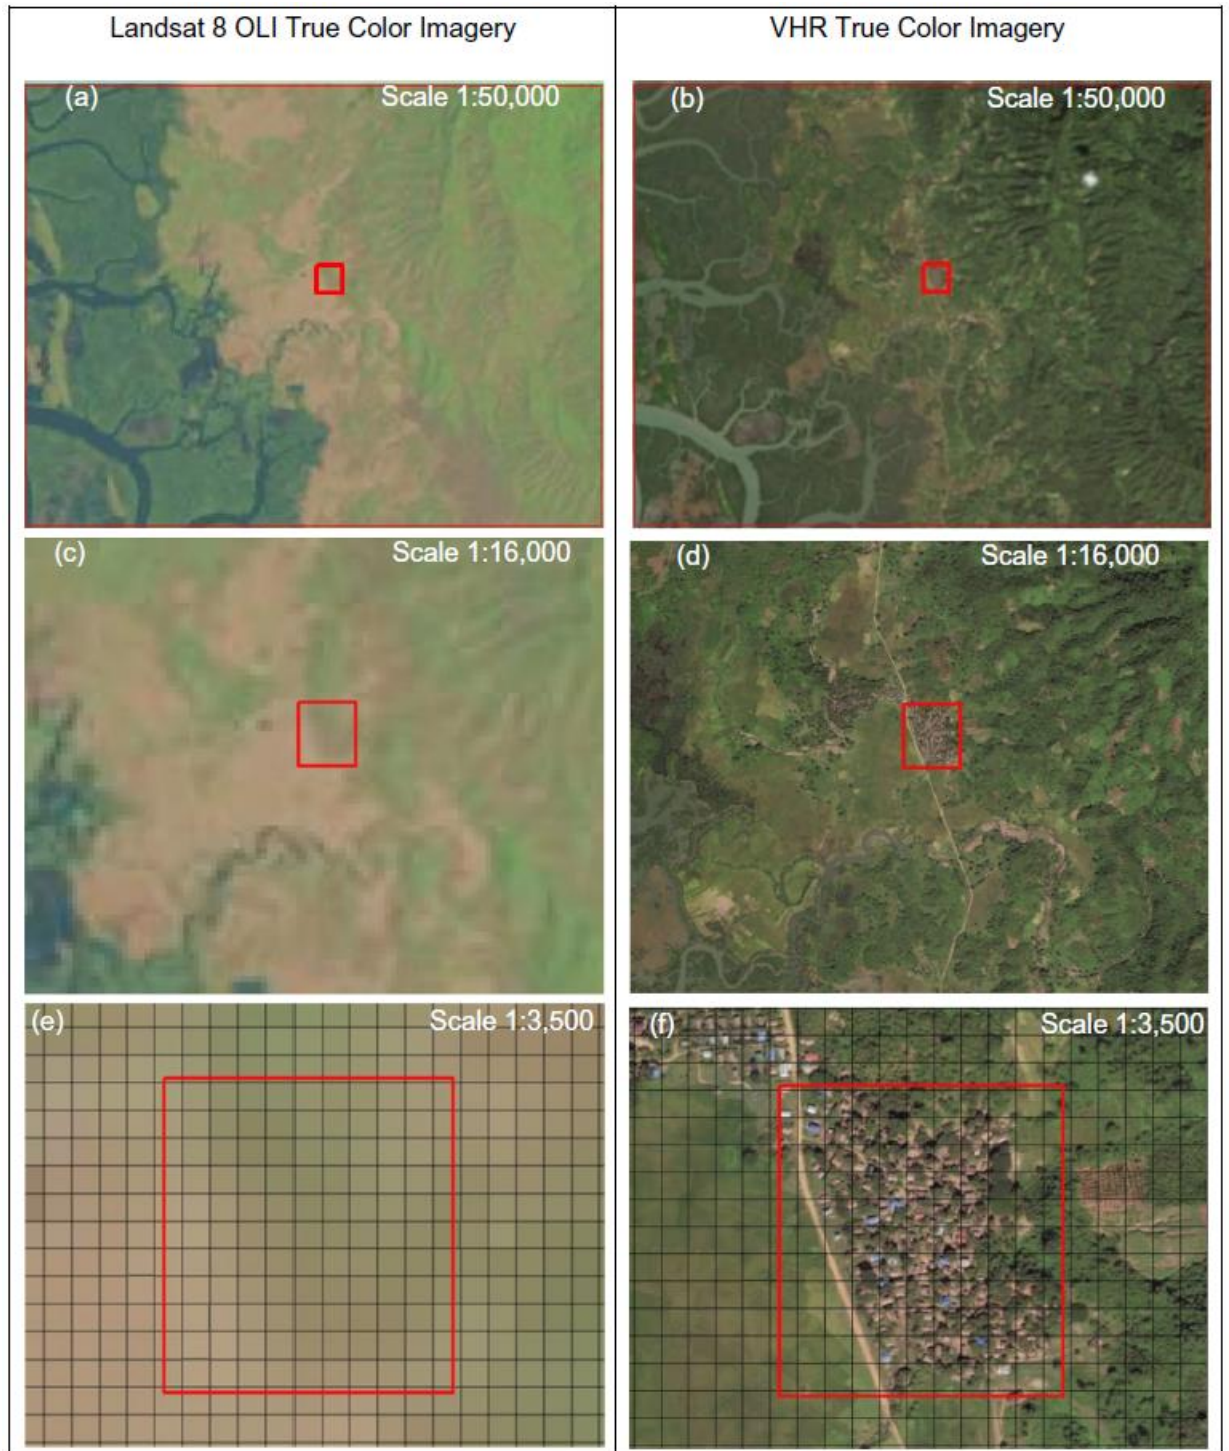 Landsat 8 OLI True Color Imagery
VHR True Color Imagery
(a) Scale 1:50,000
(b) Scale 1:50,000
(c) Scale 1:16,000
(d) Scale 1:16,000
(e) Scale 1:3,500
(f) Scale 1:3,500